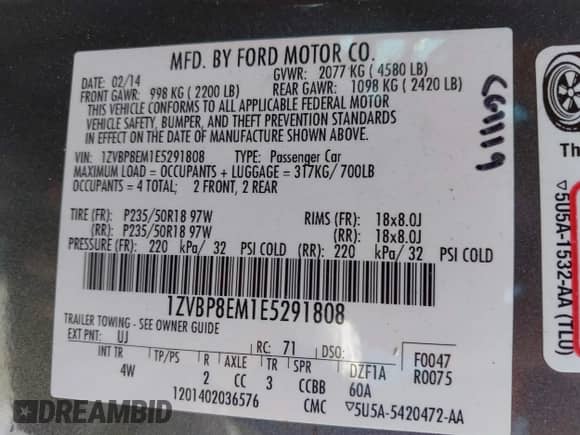 MFD. BY FORD MOTOR CO.
DATE: 02/14 GVWR: 2077 KG ( 4580 LB)
FRONT GAWR: 998 KG ( 2200 LB) REAR GAWR: 1098 KG ( 2420 LB)
THIS VEHICLE CONFORMS TO ALL APPLICABLE FEDERAL MOTOR
VEHICLE SAFETY, BUMPER, AND THEFT PREVENTION STANDARDS
IN EFFECT ON THE DATE OF MANUFACTURE SHOWN ABOVE.
VIN: 1ZVBP8EM1E5291808 TYPE: Passenger Car
MAXIMUM LOAD = OCCUPANTS + LUGGAGE = 317KG/ 700LB
OCCUPANTS = 4 TOTAL; 2 FRONT, 2 REAR
TIRE (FR): P235/50R18 97W RIMS (FR): 18x8.0J
(RR): P235/50R18 97W (RR): 18x8.0J
PRESSURE (FR): 220 kPa/ 32 PSI COLD (RR): 220 kPa/ 32 PSI COLD
1ZVBP8EM1E5291808
TRAILER TOWING - SEE OWNER GUIDE
EXT PNT: UJ RC: 71 DSO: F0047
INT TR TP/PS R AXLE TR SPR DZF1A R0075
4W 2 CC 3 CCBB 60A
1201402036576 CMC ▽5U5A-5420472-AA
CG11119
Th
▽5U5A-1532-AA (TLU)
DREAMBID